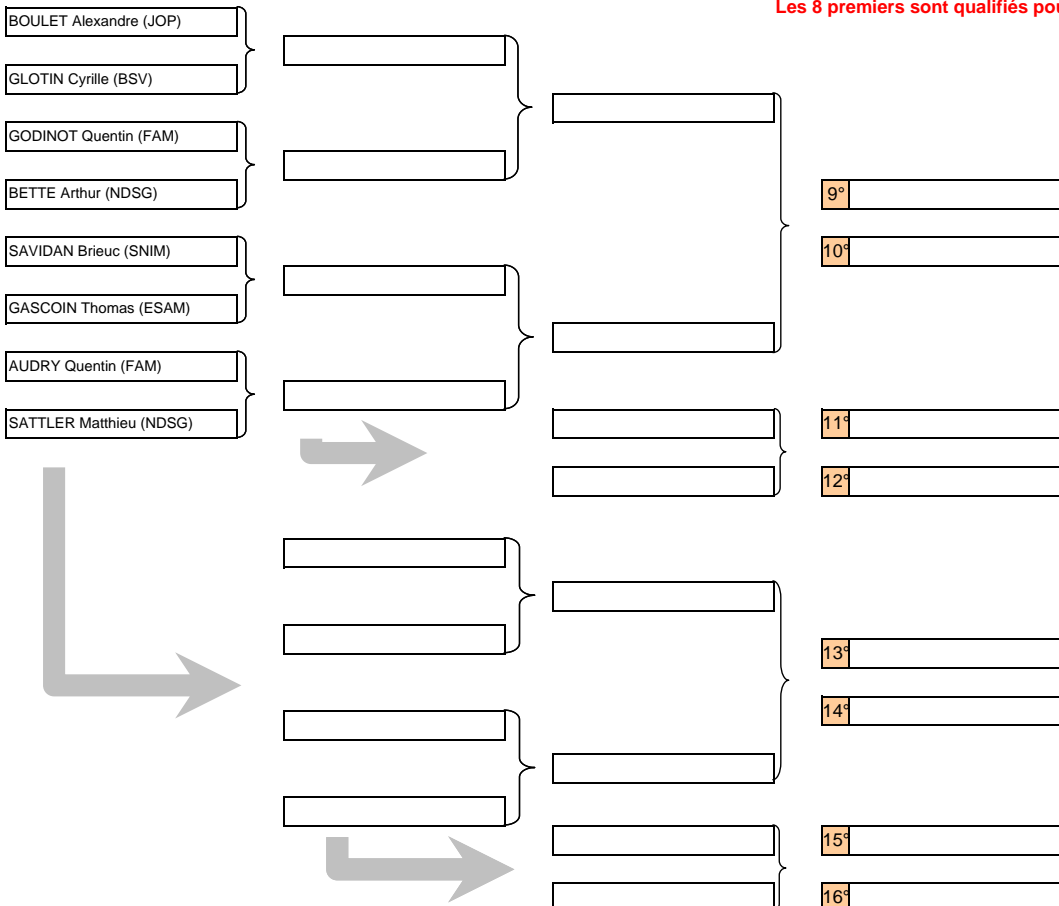 Les 8 premiers sont qualifiés pou
BOULET Alexandre (JOP)
GLOTIN Cyrille (BSV)
GODINOT Quentin (FAM)
BETTE Arthur (NDSG)
9°
SAVIDAN Brieuc (SNIM)
10°
GASCOIN Thomas (ESAM)
AUDRY Quentin (FAM)
SATTLER Matthieu (NDSG)
11°
12°
13°
14°
15°
16°